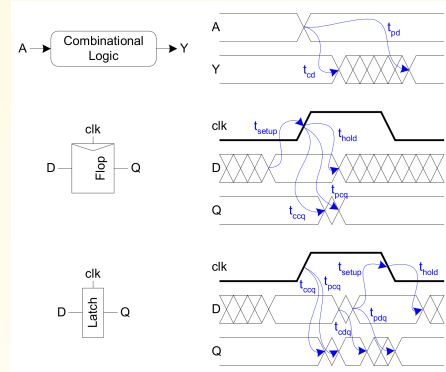 A
Combinational
Logic
Y
A
t_pd
Y
t_cd
clk
D
Flop
Q
clk
t_setup
t_hold
D
t_pcq
Q
t_ccq
clk
D
Latch
Q
clk
t_ccq
t_pcq
t_setup
t_hold
D
t_cdq
t_pdq
Q